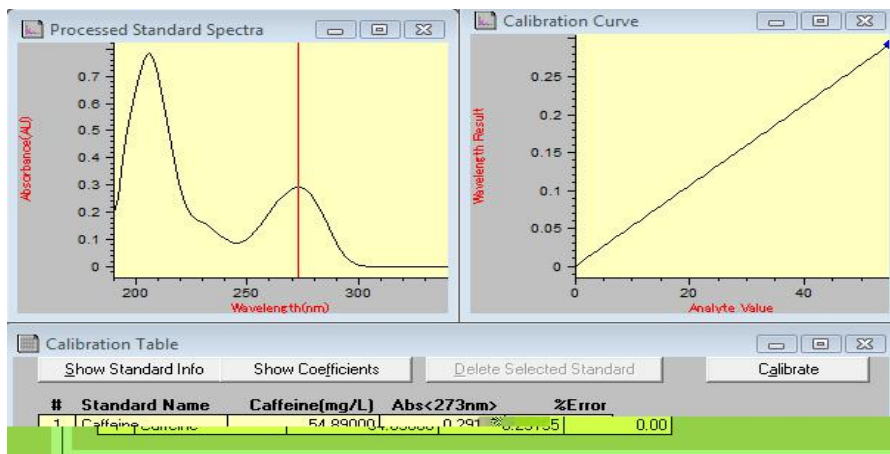 Processed Standard Spectra
Absorbance(AU)
0.7
0.6
0.5
0.4
0.3
0.2
0.1
0
200 250 300
Wavelength(nm)
Calibration Curve
Wavelength Result
0.25
0.2
0.15
0.1
0.05
0
0 20 40
Analyte Value
Calibration Table
Show Standard Info Show Coefficients Delete Selected Standard Calibrate
# Standard Name Caffeine(mg/L) Abs<273nm> %Error
1 Caffeine 54.89000 0.00